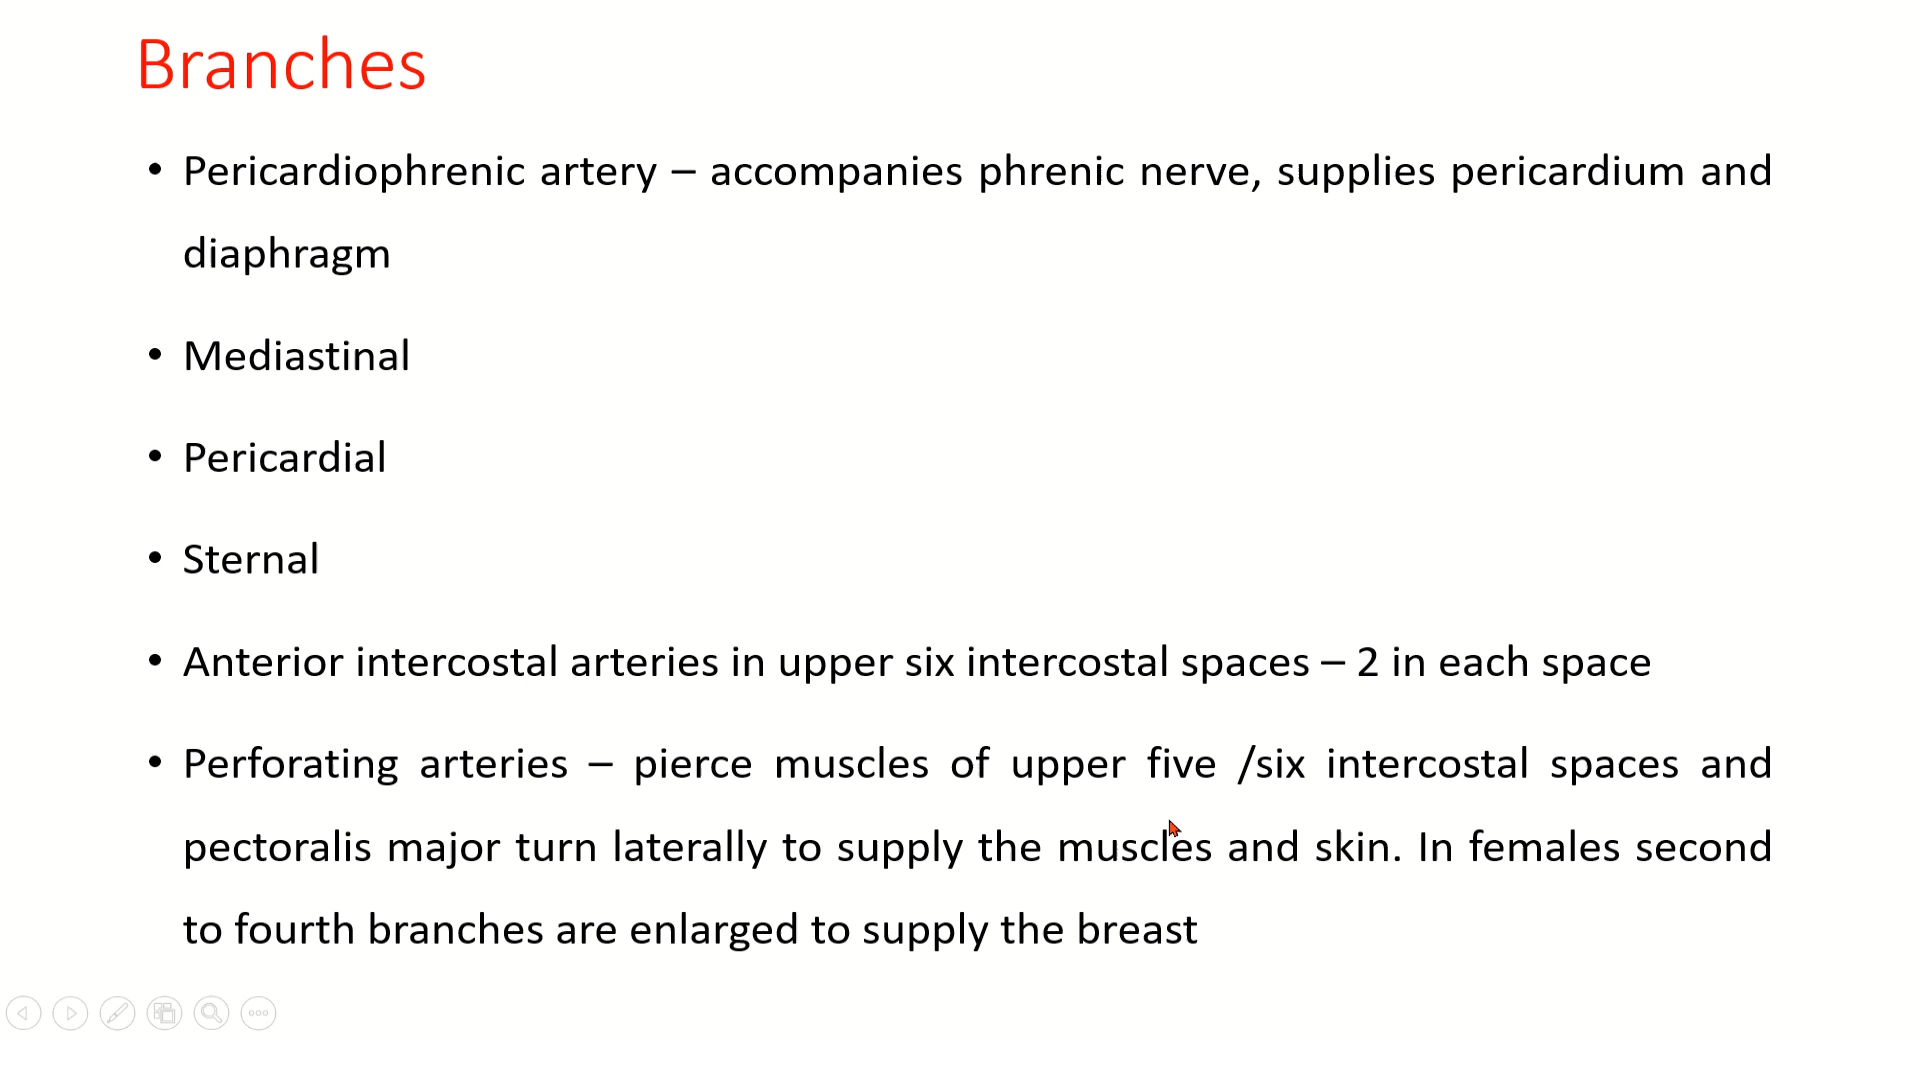 Branches
• Pericardiophrenic artery – accompanies phrenic nerve, supplies pericardium and
diaphragm
• Mediastinal
• Pericardial
• Sternal
• Anterior intercostal arteries in upper six intercostal spaces – 2 in each space
• Perforating arteries – pierce muscles of upper five /six intercostal spaces and
pectoralis major turn laterally to supply the muscles and skin. In females second
to fourth branches are enlarged to supply the breast